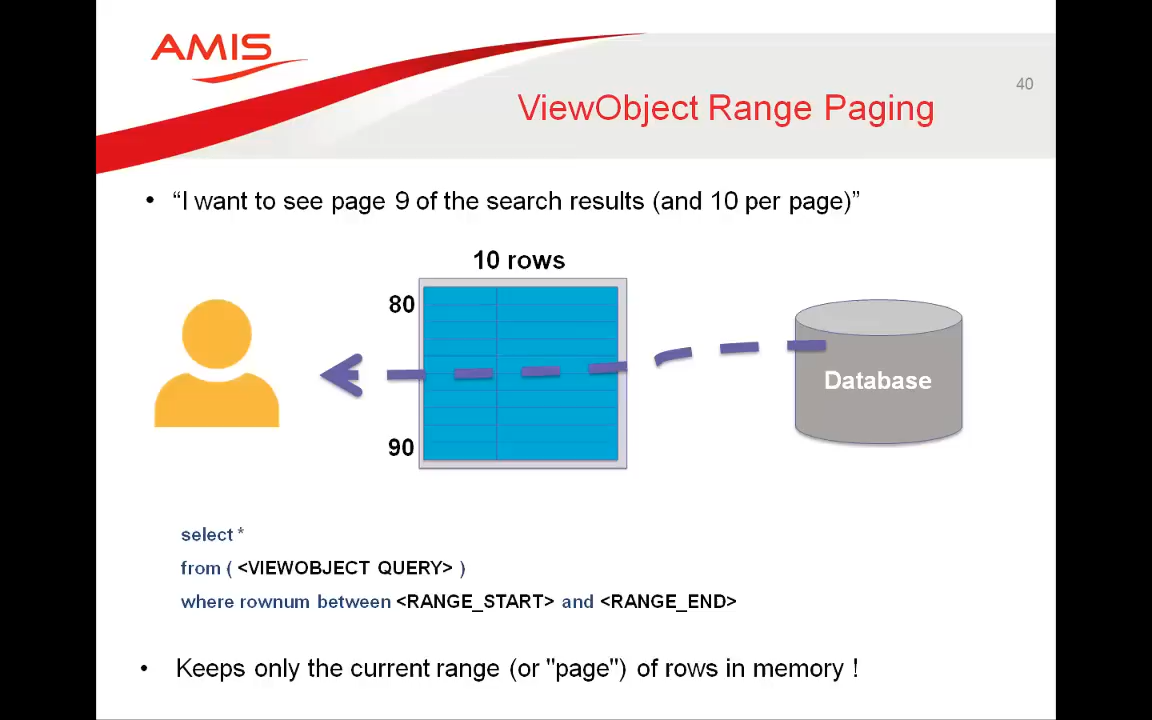 AMIS
40
ViewObject Range Paging
• “I want to see page 9 of the search results (and 10 per page)”
10 rows
80
Database
90
select *
from ( <VIEWOBJECT QUERY> )
where rownum between <RANGE_START> and <RANGE_END>
• Keeps only the current range (or "page") of rows in memory !